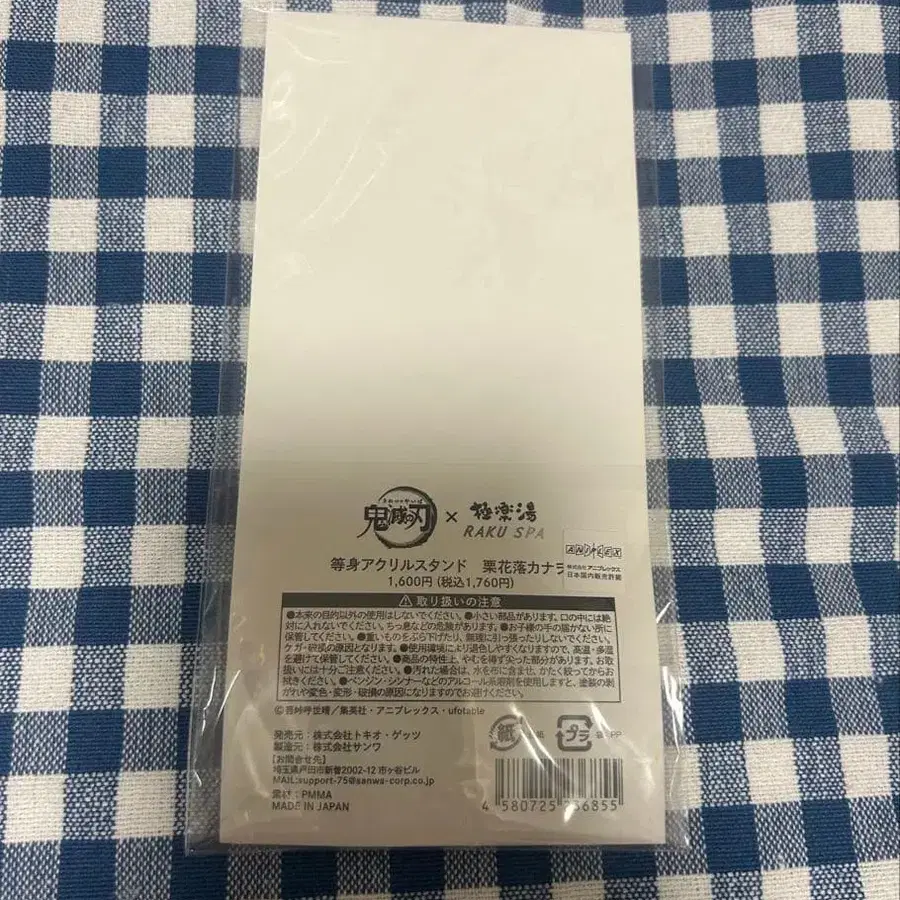 きめつのやいば
鬼滅の刃 × 極楽湯
RAKU SPA
等身アクリルスタンド 栗花落カナヲ
1,600円(税込1,760円)
ANIPLEX
株式会社アニプレックス
日本国内販売許諾
取り扱いの注意
●本来の目的以外の使用はしないでください。●小さい部品があります。口の中には絶
対に入れないでください。ちっ息などの危険があります。●お子様の手の届かない所に
保管してください。●重いものをぶら下げたり、無理に引っ張ったりしないでください。
ケガ・破損の原因となります。●使用環境により退色しやすくなりますので、高温・多湿
を避けて保管してください。●商品の特性上、やむを得ず尖った部分があります。お取
扱いには十分ご注意ください。●汚れた場合は、水を布に含ませ、かたく絞ってからお
拭きください。●ベンジン・シンナーなどのアルコール系溶剤を使用しますと、塗装の剥
がれや変色・変形・破損の原因になりますのでお避けください。
©吾峠呼世晴/集英社・アニプレックス・ufotable
発売元:株式会社トキオ・ゲッツ
製造元:株式会社サンワ
【お問合せ先】
埼玉県戸田市新曽2002-12 市ヶ谷ビル
MAIL:support-75@sanwa-corp.co.jp
素材:PMMA
MADE IN JAPAN
紙
プラ
PP
4 580725 36855